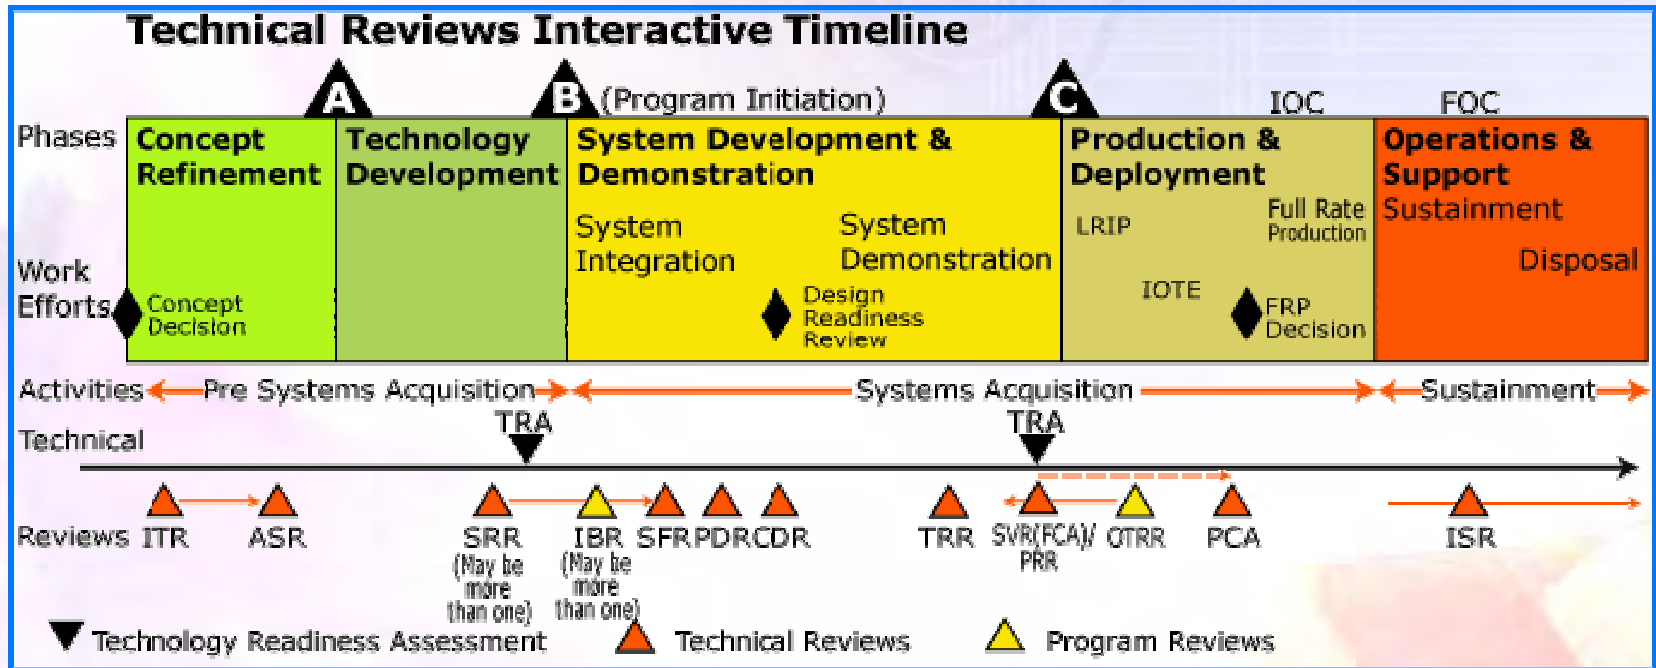 Technical Reviews Interactive Timeline
A
B
(Program Initiation)
C
IOC
FOC
Phases
Concept
Refinement
Technology
Development
System Development &
Demonstration
Production &
Deployment
Operations &
Support
System
Integration
System
Demonstration
LRIP
Full Rate
Production
Sustainment
Disposal
Work
Efforts
Concept
Decision
Design
Readiness
Review
IOTE
FRP
Decision
Activities
Pre Systems Acquisition
Systems Acquisition
Sustainment
Technical
TRA
TRA
Reviews
ITR
ASR
SRR
(May be
more
than one)
IBR
(May be
more
than one)
SFR
PDR
CDR
TRR
SVR(FCA)/
PRR
OTRR
PCA
ISR
Technology Readiness Assessment
Technical Reviews
Program Reviews